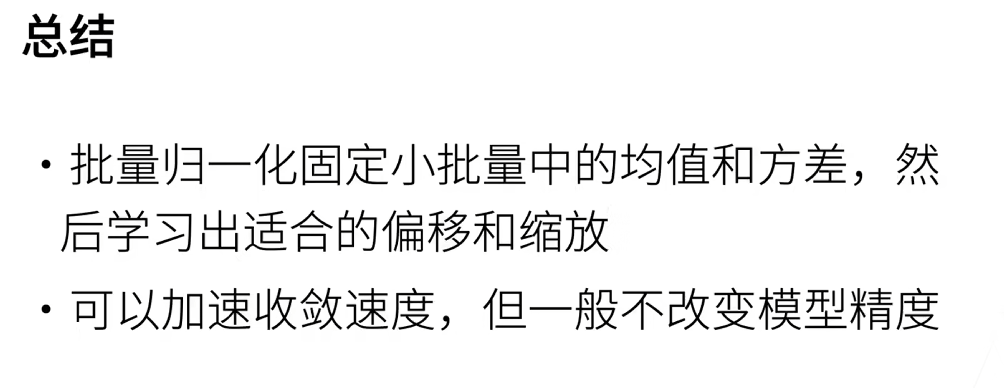 总结
• 批量归一化固定小批量中的均值和方差，然
后学习出适合的偏移和缩放
• 可以加速收敛速度，但一般不改变模型精度